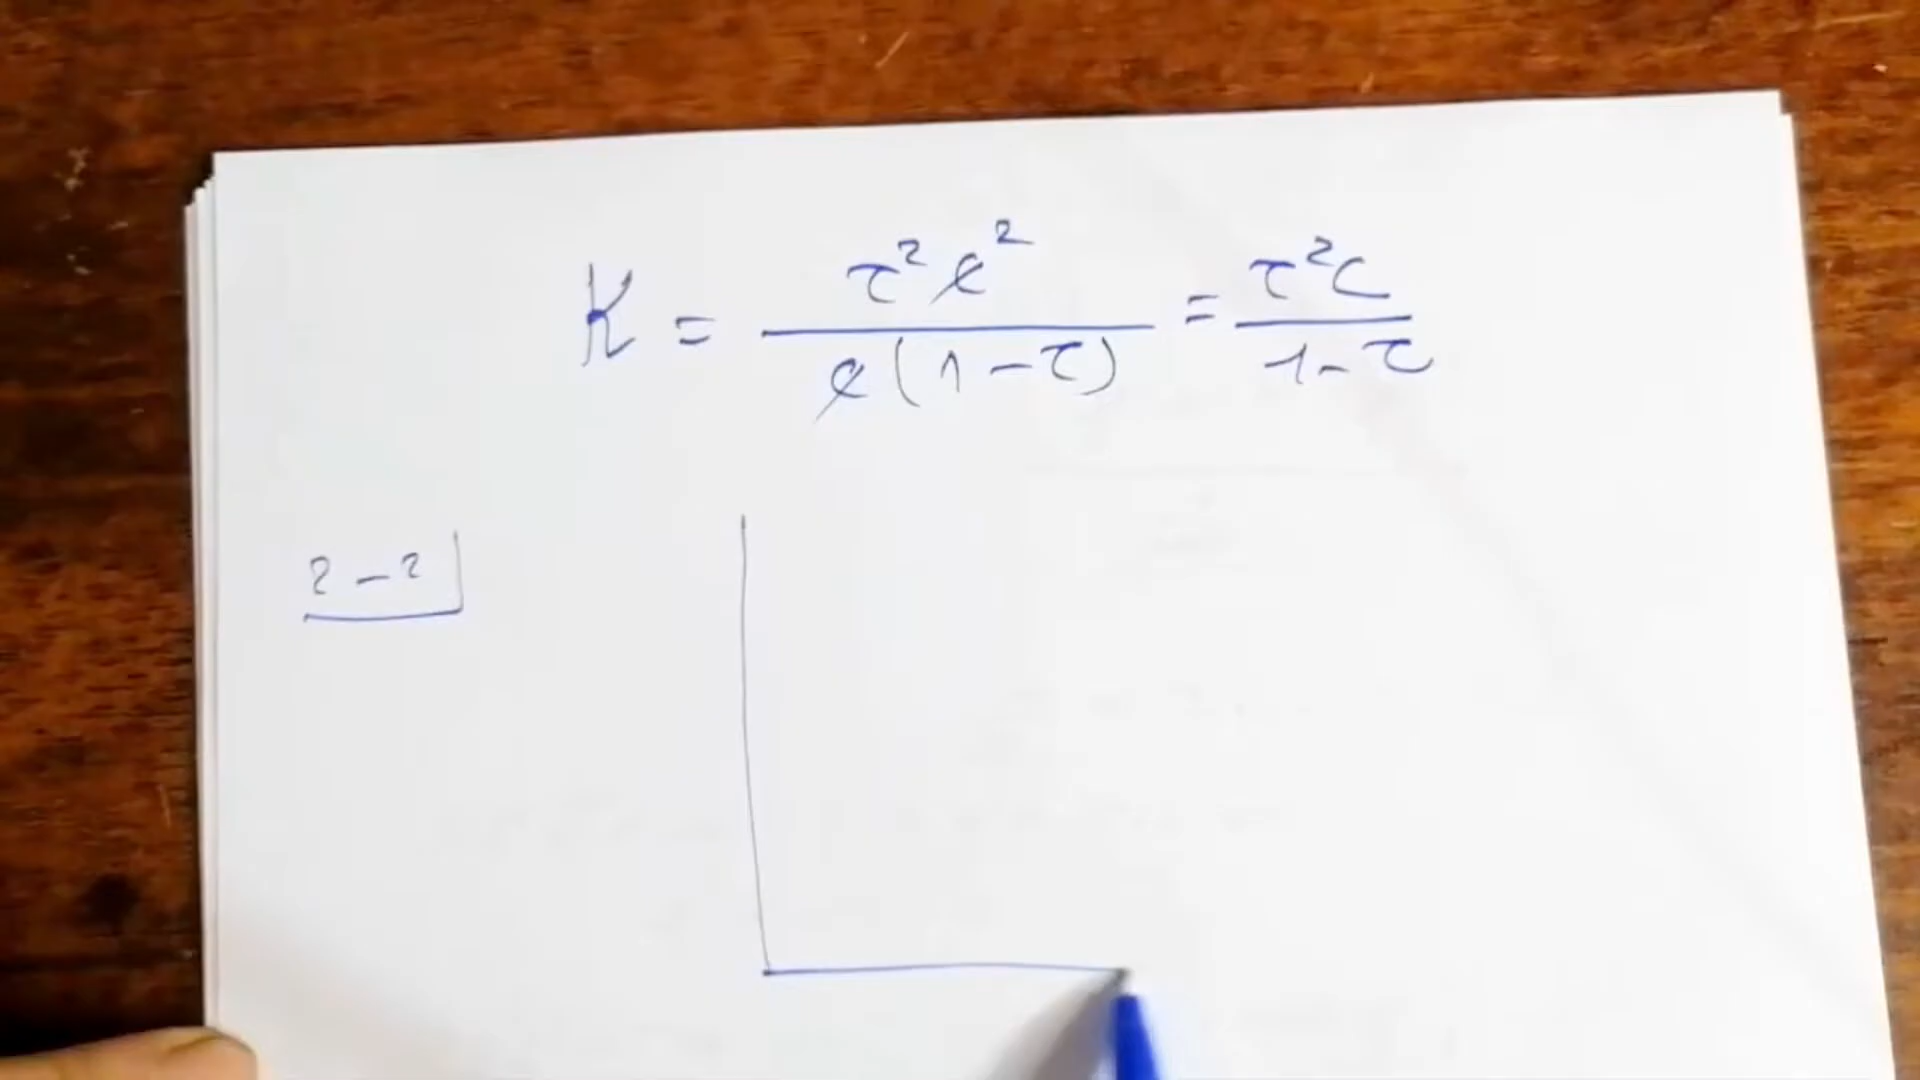 K = τ²c² / c(1-τ) = τ²c / 1-τ
2-2